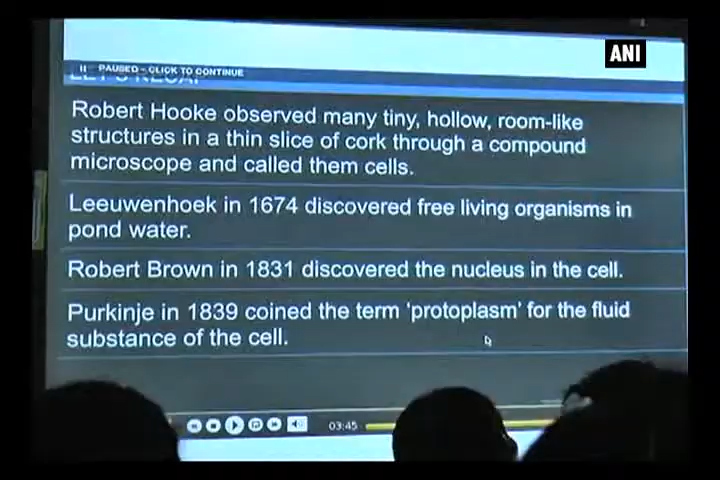 ANI
PAUSED - CLICK TO CONTINUE
LET'S RECAP
Robert Hooke observed many tiny, hollow, room-like
structures in a thin slice of cork through a compound
microscope and called them cells.
Leeuwenhoek in 1674 discovered free living organisms in
pond water.
Robert Brown in 1831 discovered the nucleus in the cell.
Purkinje in 1839 coined the term 'protoplasm' for the fluid
substance of the cell.
03:45